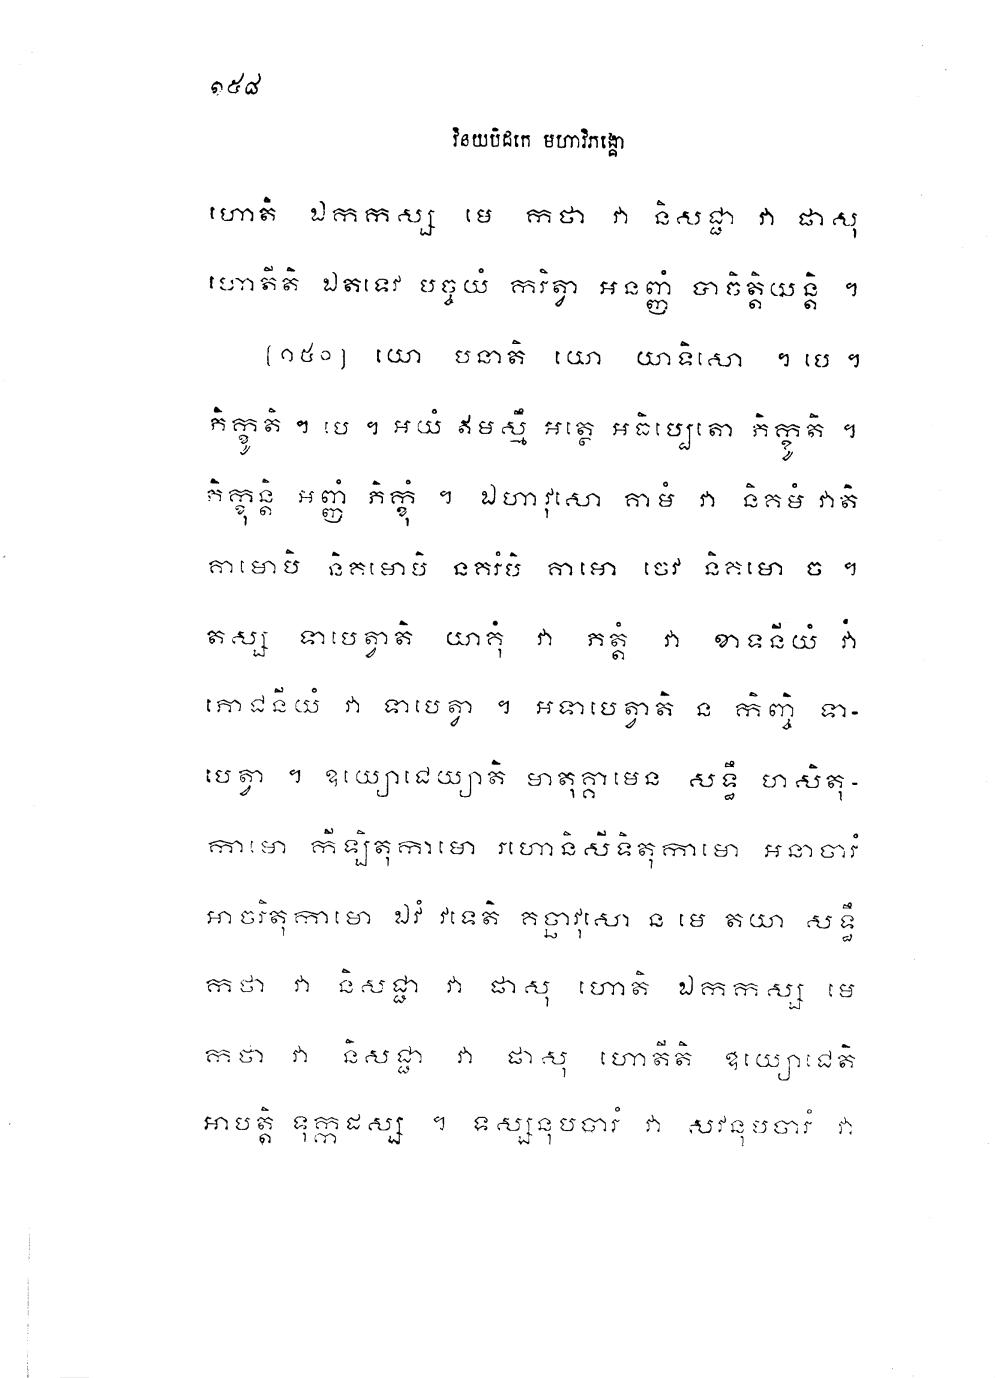 ១៥៨
វិនយបិដកេ មហាវិភង្គោ
ហោតិ ឯកកស្ស មេ កថា វា និសជ្ជា វា ផាសុ
ហោតីតិ ឯតទេវ បច្ចយំ ករិត្វា អនញ្ញំ បាចិត្តិយន្តិ ។
(១៥០) យោ បនាតិ យោ យាទិសោ ។ បេ ។
ភិក្ខូតិ ។ បេ ។ អយំ ឥមស្មឹ អត្ថេ អធិប្បេតោ ភិក្ខូតិ ។
ភិក្ខុន្តិ អញ្ញំ ភិក្ខុំ ។ ឯហាវុសោ គាមំ វា និគមំ វាតិ
គាមោបិ និគមោបិ នគរំបិ គាមោ ចេវ និគមោ ច ។
តស្ស ទាបេត្វាតិ យាគុំ វា ភត្តំ វា ខាទនីយំ វាំ
ភោជនីយំ វា ទាបេត្វា ។ អទាបេត្វាតិ ន កិញ្ចិ ទា-
បេត្វា ។ ឧយ្យោជេយ្យាតិ មាតុគ្គាមេន សទ្ធឹ ហសិតុ-
កាមោ កីឡិតុកាមោ រហោនិសីទិតុកាមោ អនាចារំ
អាចរិតុកាមោ ឯវំ វទេតិ គច្ឆាវុសោ ន មេ តយា សទ្ធឹ
កថា វា និសជ្ជា វា ផាសុ ហោតិ ឯកកស្ស មេ
កថា វា និសជ្ជា វា ផាសុ ហោតីតិ ឧយ្យោជេតិ
អាបត្តិ ទុក្កដស្ស ។ ទស្សនុបចារំ វា សវនុបចារំ វា